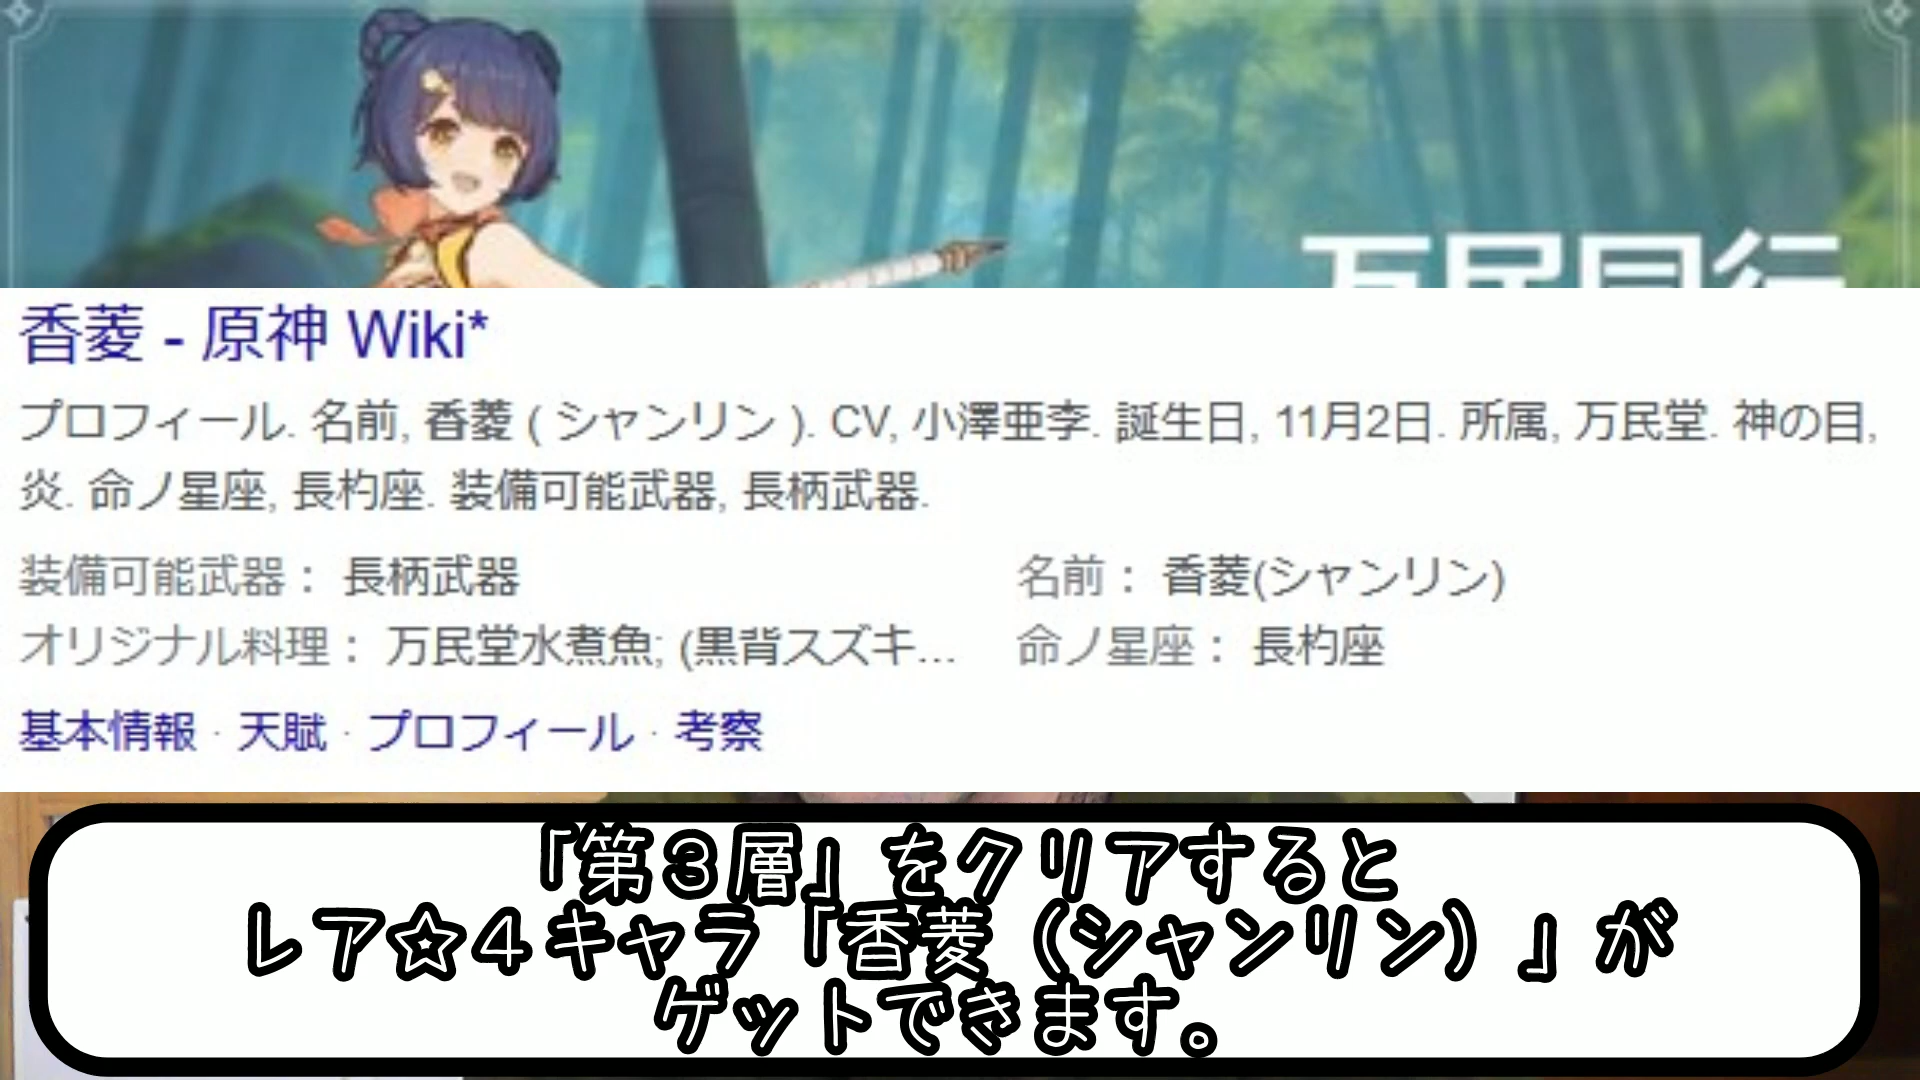 万民同行
香菱 - 原神 Wiki*
プロフィール. 名前, 香菱 ( シャンリン ). CV, 小澤亜李. 誕生日, 11月2日. 所属, 万民堂. 神の目,
炎. 命ノ星座, 長杓座. 装備可能武器, 長柄武器.
装備可能武器： 長柄武器
名前： 香菱(シャンリン)
オリジナル料理： 万民堂水煮魚; (黒背スズキ...
命ノ星座： 長杓座
基本情報 · 天賦 · プロフィール · 考察
「第３層」をクリアすると
レア☆４キャラ「香菱（シャンリン）」が
ゲットできます。